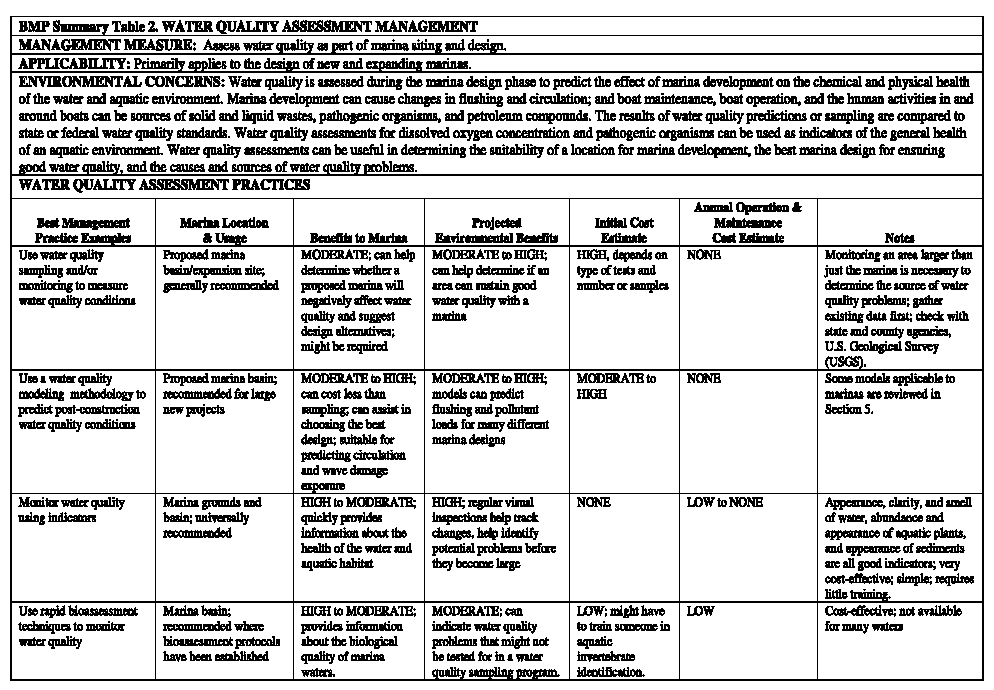 BMP Summary Table 2. WATER QUALITY ASSESSMENT MANAGEMENT
MANAGEMENT MEASURE: Assess water quality as part of marina siting and design.
APPLICABILITY: Primarily applies to the design of new and expanding marinas.
ENVIRONMENTAL CONCERNS: Water quality is assessed during the marina design phase to predict the effect of marina development on the chemical and physical health
of the water and aquatic environment. Marina development can cause changes in flushing and circulation; and boat maintenance, boat operation, and the human activities in and
around boats can be sources of solid and liquid wastes, pathogenic organisms, and petroleum compounds. The results of water quality predictions or sampling are compared to
state or federal water quality standards. Water quality assessments for dissolved oxygen concentration and pathogenic organisms can be used as indicators of the general health
of an aquatic environment. Water quality assessments can be useful in determining the suitability of a location for marina development, the best marina design for ensuring
good water quality, and the causes and sources of water quality problems.
WATER QUALITY ASSESSMENT PRACTICES
Best Management
Practice Examples
Marina Location
& Usage
Benefits to Marina
Projected
Environmental Benefits
Initial Cost
Estimate
Annual Operation &
Maintenance
Cost Estimate
Notes
Use water quality
sampling and/or
monitoring to measure
water quality conditions
Proposed marina
basin/expansion site;
generally recommended
MODERATE; can help
determine whether a
proposed marina will
negatively affect water
quality and suggest
design alternatives;
might be required
MODERATE to HIGH;
can help determine if an
area can sustain good
water quality with a
marina
HIGH, depends on
type of tests and
number or samples
NONE
Monitoring an area larger than
just the marina is necessary to
determine the source of water
quality problems; gather
existing data first; check with
state and county agencies,
U.S. Geological Survey
(USGS).
Use a water quality
modeling methodology to
predict post-construction
water quality conditions
Proposed marina basin;
recommended for large
new projects
MODERATE to HIGH;
can cost less than
sampling; can assist in
choosing the best
design; suitable for
predicting circulation
and wave damage
exposure
MODERATE to HIGH;
models can predict
flushing and pollutant
loads for many different
marina designs
MODERATE to
HIGH
NONE
Some models applicable to
marinas are reviewed in
Section 5.
Monitor water quality
using indicators
Marina grounds and
basin; universally
recommended
HIGH to MODERATE;
quickly provides
information about the
health of the water and
aquatic habitat
HIGH; regular visual
inspections help track
changes, help identify
potential problems before
they become large
NONE
LOW to NONE
Appearance, clarity, and smell
of water, abundance and
appearance of aquatic plants,
and appearance of sediments
are all good indicators; very
cost-effective; simple; requires
little training.
Use rapid bioassessment
techniques to monitor
water quality
Marina basin;
recommended where
bioassessment protocols
have been established
HIGH to MODERATE;
provides information
about the biological
quality of marina
waters.
MODERATE; can
indicate water quality
problems that might not
be tested for in a water
quality sampling program.
LOW; might have
to train someone in
aquatic
invertebrate
identification.
LOW
Cost-effective; not available
for many waters